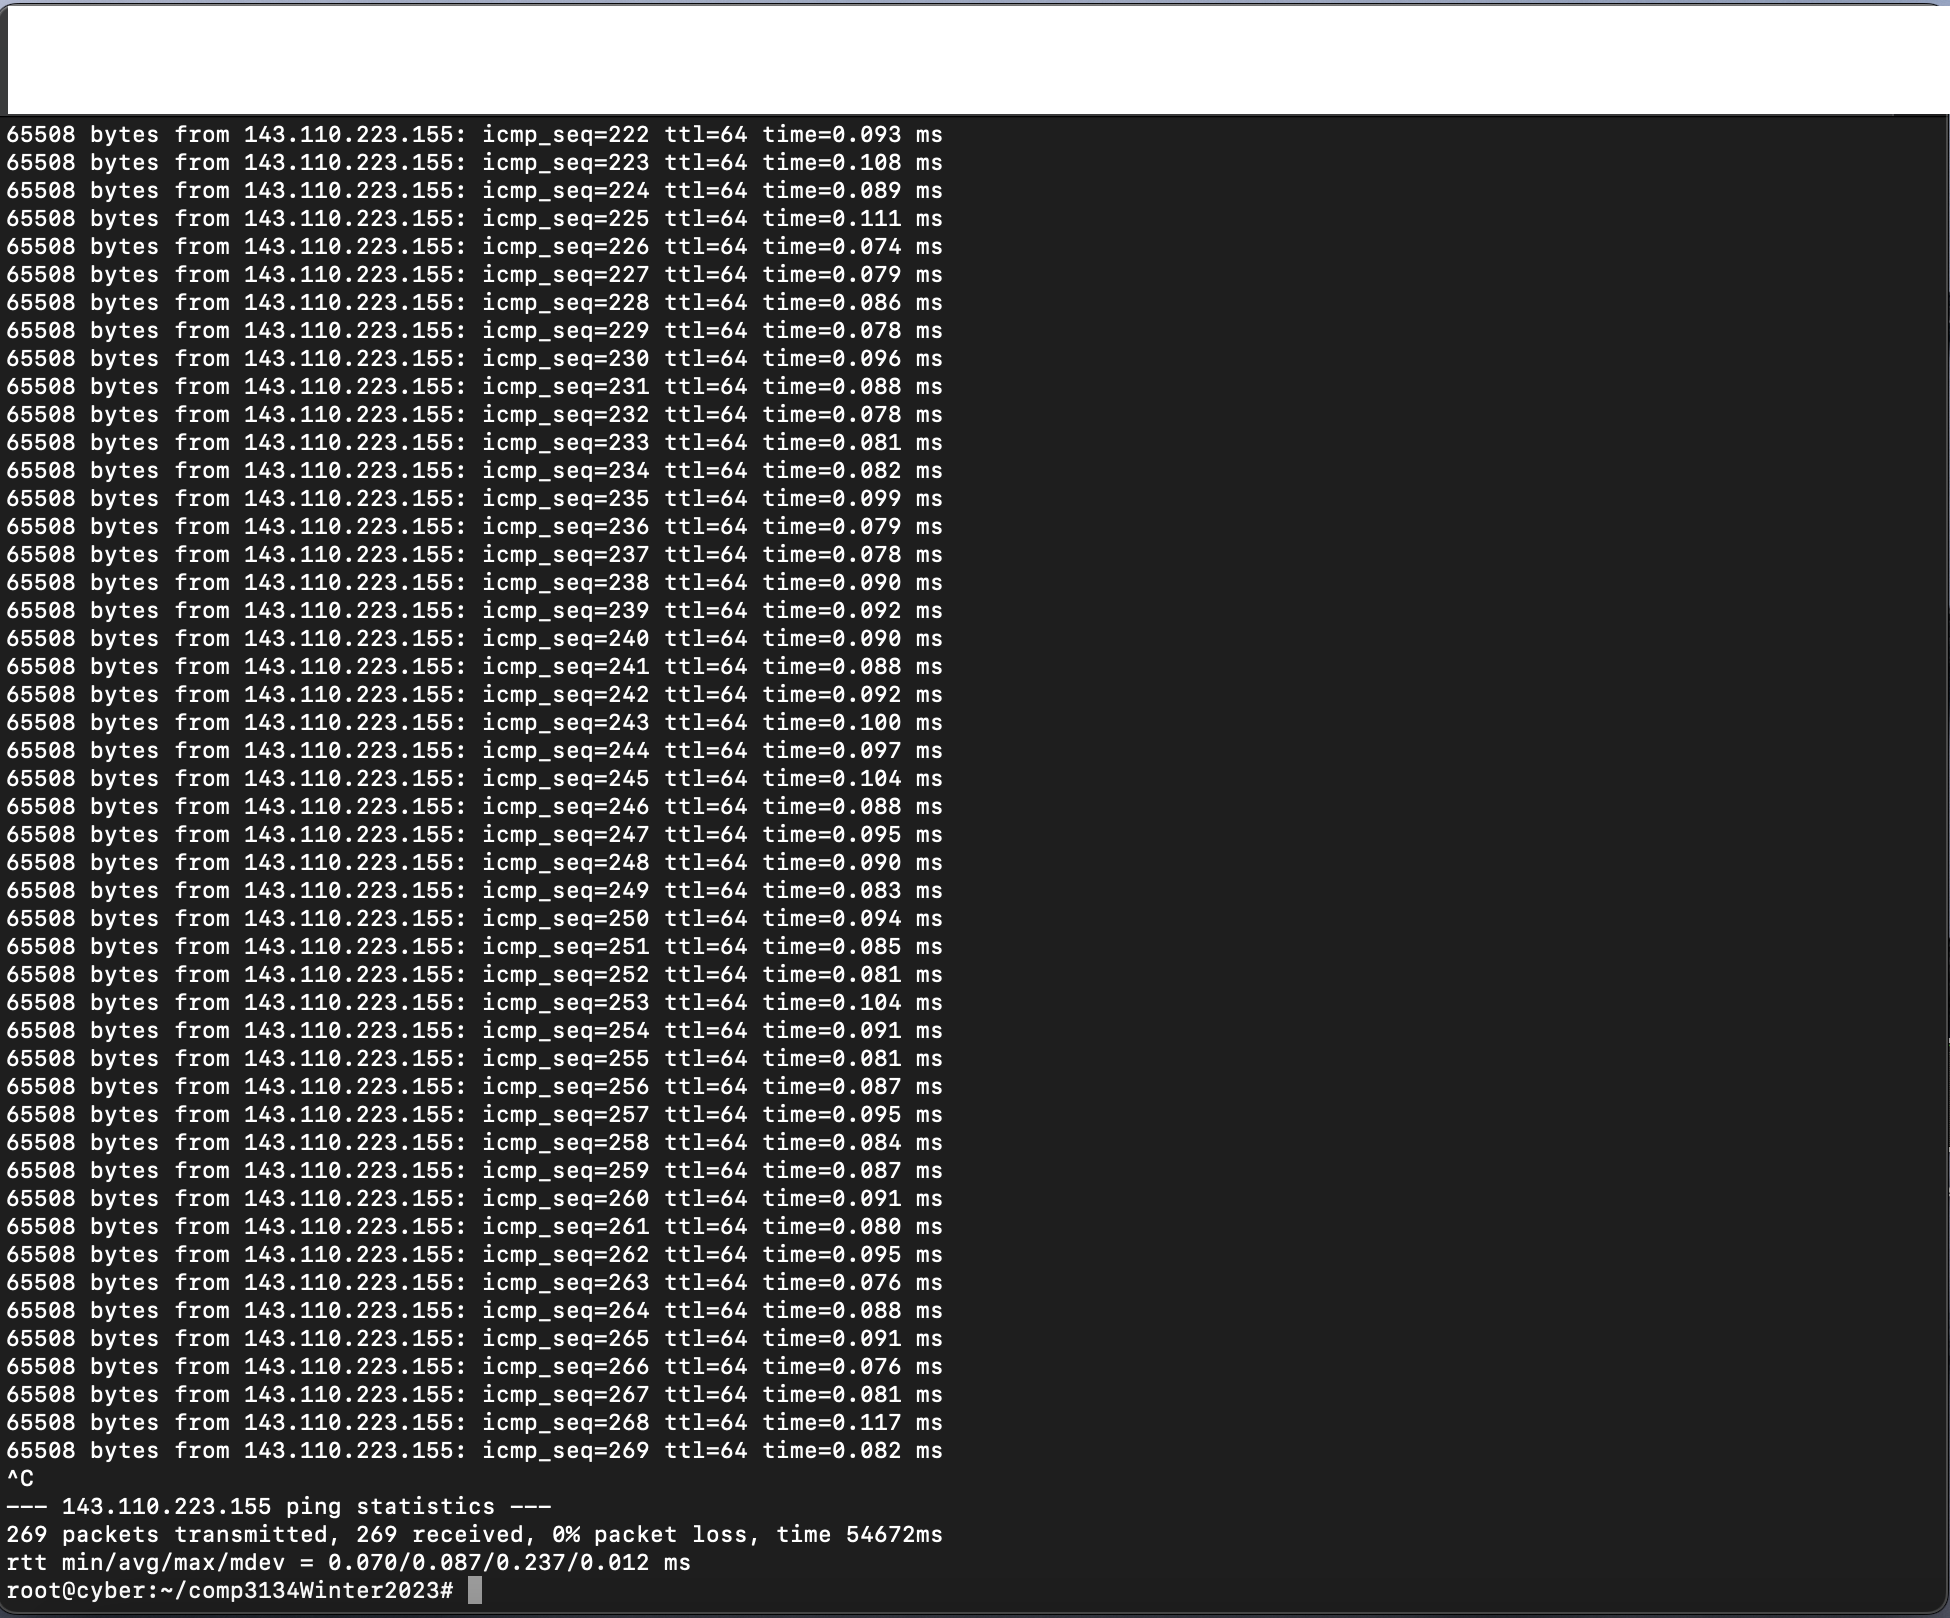 65508 bytes from 143.110.223.155: icmp_seq=222 ttl=64 time=0.093 ms
65508 bytes from 143.110.223.155: icmp_seq=223 ttl=64 time=0.108 ms
65508 bytes from 143.110.223.155: icmp_seq=224 ttl=64 time=0.089 ms
65508 bytes from 143.110.223.155: icmp_seq=225 ttl=64 time=0.111 ms
65508 bytes from 143.110.223.155: icmp_seq=226 ttl=64 time=0.074 ms
65508 bytes from 143.110.223.155: icmp_seq=227 ttl=64 time=0.079 ms
65508 bytes from 143.110.223.155: icmp_seq=228 ttl=64 time=0.086 ms
65508 bytes from 143.110.223.155: icmp_seq=229 ttl=64 time=0.078 ms
65508 bytes from 143.110.223.155: icmp_seq=230 ttl=64 time=0.096 ms
65508 bytes from 143.110.223.155: icmp_seq=231 ttl=64 time=0.088 ms
65508 bytes from 143.110.223.155: icmp_seq=232 ttl=64 time=0.078 ms
65508 bytes from 143.110.223.155: icmp_seq=233 ttl=64 time=0.081 ms
65508 bytes from 143.110.223.155: icmp_seq=234 ttl=64 time=0.082 ms
65508 bytes from 143.110.223.155: icmp_seq=235 ttl=64 time=0.099 ms
65508 bytes from 143.110.223.155: icmp_seq=236 ttl=64 time=0.079 ms
65508 bytes from 143.110.223.155: icmp_seq=237 ttl=64 time=0.078 ms
65508 bytes from 143.110.223.155: icmp_seq=238 ttl=64 time=0.090 ms
65508 bytes from 143.110.223.155: icmp_seq=239 ttl=64 time=0.092 ms
65508 bytes from 143.110.223.155: icmp_seq=240 ttl=64 time=0.090 ms
65508 bytes from 143.110.223.155: icmp_seq=241 ttl=64 time=0.088 ms
65508 bytes from 143.110.223.155: icmp_seq=242 ttl=64 time=0.092 ms
65508 bytes from 143.110.223.155: icmp_seq=243 ttl=64 time=0.100 ms
65508 bytes from 143.110.223.155: icmp_seq=244 ttl=64 time=0.097 ms
65508 bytes from 143.110.223.155: icmp_seq=245 ttl=64 time=0.104 ms
65508 bytes from 143.110.223.155: icmp_seq=246 ttl=64 time=0.088 ms
65508 bytes from 143.110.223.155: icmp_seq=247 ttl=64 time=0.095 ms
65508 bytes from 143.110.223.155: icmp_seq=248 ttl=64 time=0.090 ms
65508 bytes from 143.110.223.155: icmp_seq=249 ttl=64 time=0.083 ms
65508 bytes from 143.110.223.155: icmp_seq=250 ttl=64 time=0.094 ms
65508 bytes from 143.110.223.155: icmp_seq=251 ttl=64 time=0.085 ms
65508 bytes from 143.110.223.155: icmp_seq=252 ttl=64 time=0.081 ms
65508 bytes from 143.110.223.155: icmp_seq=253 ttl=64 time=0.104 ms
65508 bytes from 143.110.223.155: icmp_seq=254 ttl=64 time=0.091 ms
65508 bytes from 143.110.223.155: icmp_seq=255 ttl=64 time=0.081 ms
65508 bytes from 143.110.223.155: icmp_seq=256 ttl=64 time=0.087 ms
65508 bytes from 143.110.223.155: icmp_seq=257 ttl=64 time=0.095 ms
65508 bytes from 143.110.223.155: icmp_seq=258 ttl=64 time=0.084 ms
65508 bytes from 143.110.223.155: icmp_seq=259 ttl=64 time=0.087 ms
65508 bytes from 143.110.223.155: icmp_seq=260 ttl=64 time=0.091 ms
65508 bytes from 143.110.223.155: icmp_seq=261 ttl=64 time=0.080 ms
65508 bytes from 143.110.223.155: icmp_seq=262 ttl=64 time=0.095 ms
65508 bytes from 143.110.223.155: icmp_seq=263 ttl=64 time=0.076 ms
65508 bytes from 143.110.223.155: icmp_seq=264 ttl=64 time=0.088 ms
65508 bytes from 143.110.223.155: icmp_seq=265 ttl=64 time=0.091 ms
65508 bytes from 143.110.223.155: icmp_seq=266 ttl=64 time=0.076 ms
65508 bytes from 143.110.223.155: icmp_seq=267 ttl=64 time=0.081 ms
65508 bytes from 143.110.223.155: icmp_seq=268 ttl=64 time=0.117 ms
65508 bytes from 143.110.223.155: icmp_seq=269 ttl=64 time=0.082 ms
^C
--- 143.110.223.155 ping statistics ---
269 packets transmitted, 269 received, 0% packet loss, time 54672ms
rtt min/avg/max/mdev = 0.070/0.087/0.237/0.012 ms
root@cyber:~/comp3134Winter2023#